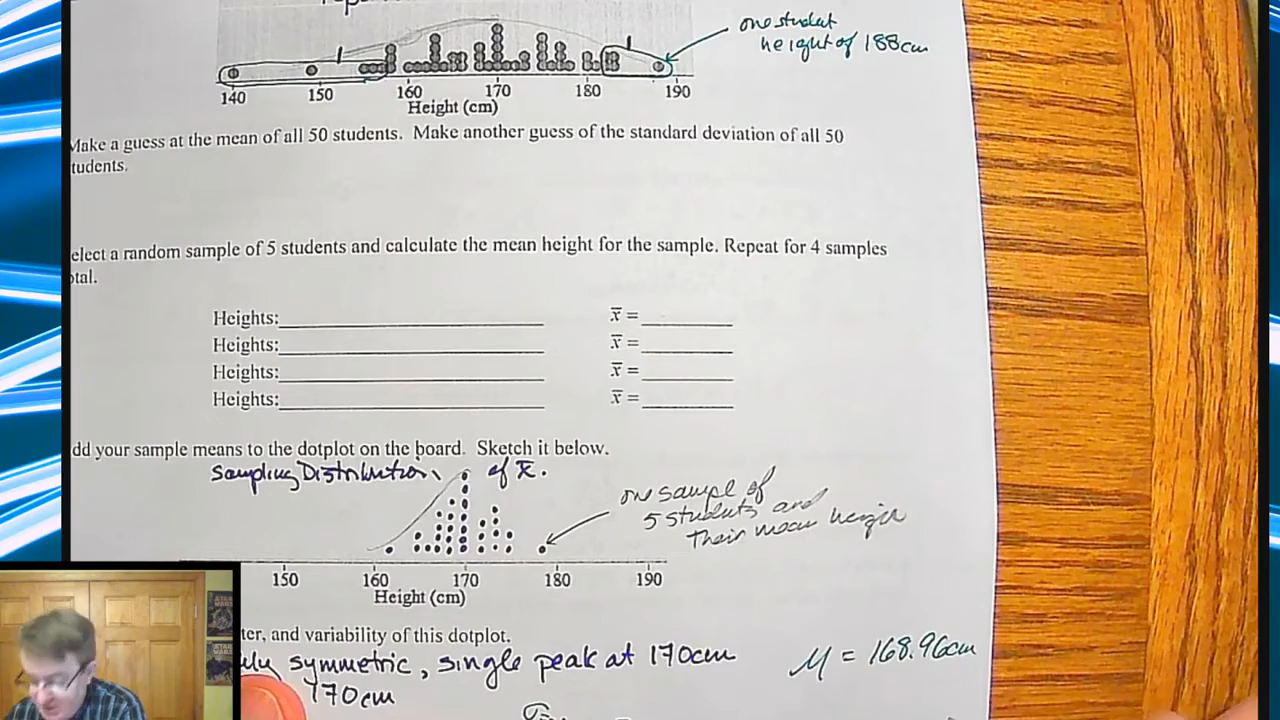 one student
height of 188cm
140 150 160 170 180 190
Height (cm)
Make a guess at the mean of all 50 students. Make another guess of the standard deviation of all 50
tudents.
elect a random sample of 5 students and calculate the mean height for the sample. Repeat for 4 samples
otal.
Heights: x̄ =
Heights: x̄ =
Heights: x̄ =
Heights: x̄ =
dd your sample means to the dotplot on the board. Sketch it below.
Sampling Distribution of x̄.
one sample of
5 students and
their mean height
150 160 170 180 190
Height (cm)
ter, and variability of this dotplot.
symmetric, single peak at 170cm
M = 168.96cm
170cm